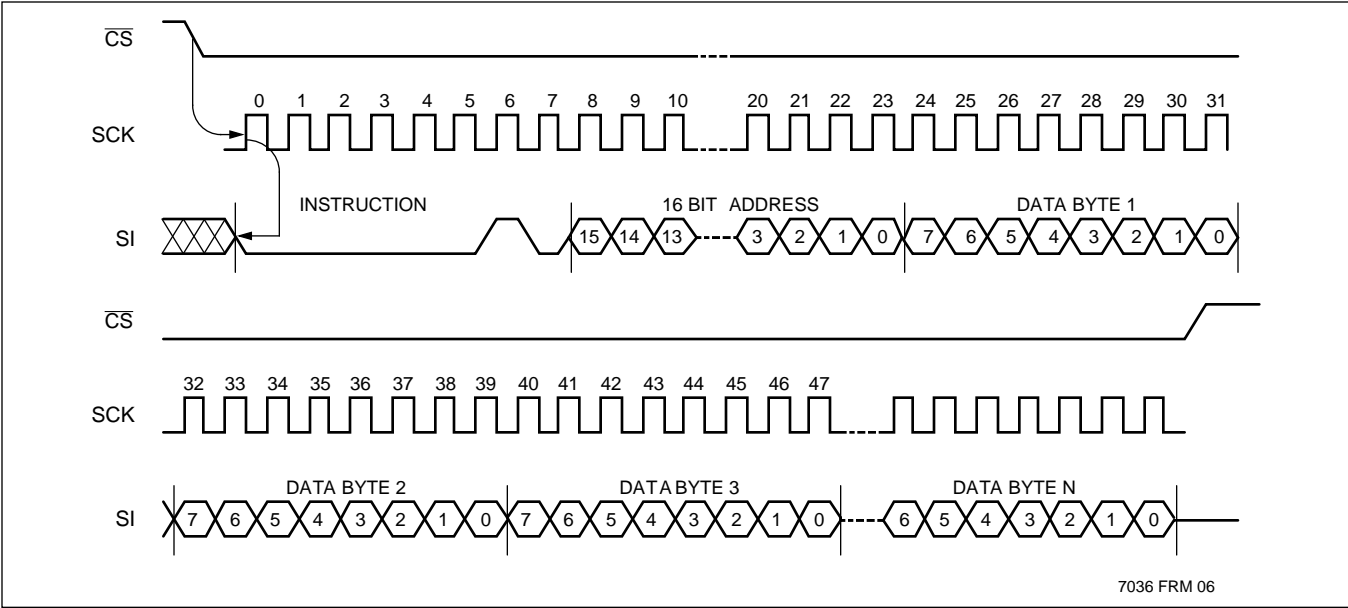 CS
0 1 2 3 4 5 6 7 8 9 10 20 21 22 23 24 25 26 27 28 29 30 31
SCK
INSTRUCTION 16 BIT ADDRESS DATA BYTE 1
SI 15 14 13 3 2 1 0 7 6 5 4 3 2 1 0
CS
32 33 34 35 36 37 38 39 40 41 42 43 44 45 46 47
SCK
DATA BYTE 2 DATA BYTE 3 DATA BYTE N
SI 7 6 5 4 3 2 1 0 7 6 5 4 3 2 1 0 6 5 4 3 2 1 0
7036 FRM 06